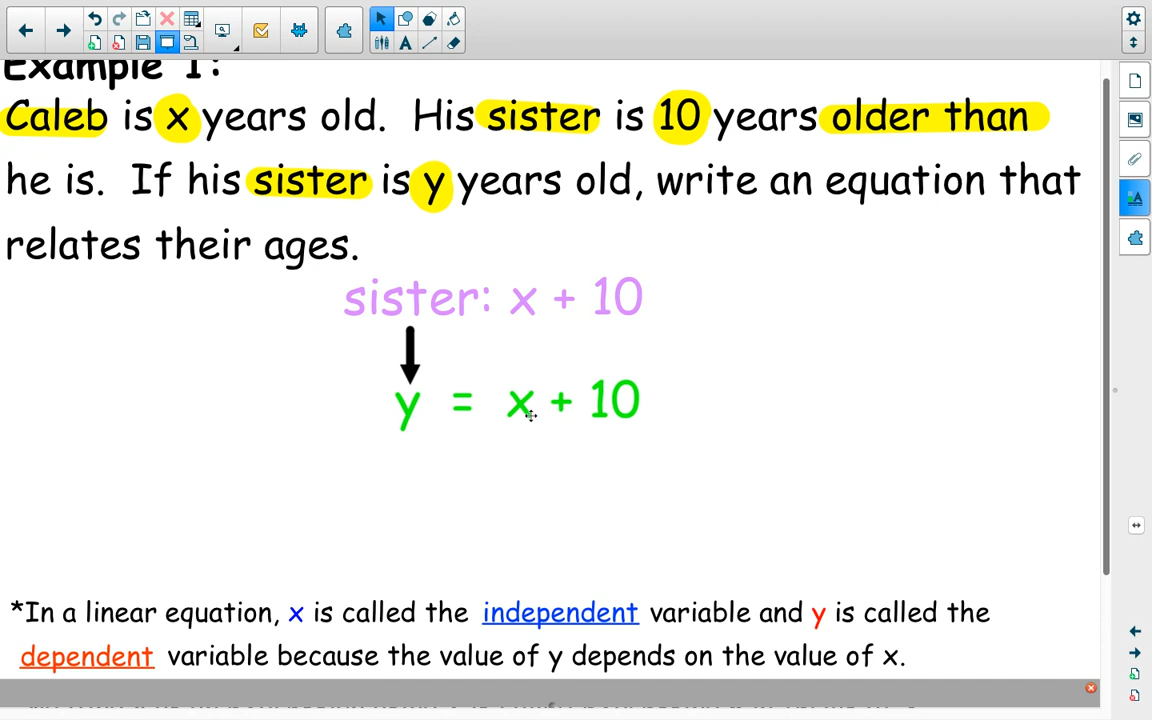 Example 1:
Caleb is x years old. His sister is 10 years older than
he is. If his sister is y years old, write an equation that
relates their ages.
sister: x + 10
y = x + 10
*In a linear equation, x is called the independent variable and y is called the
dependent variable because the value of y depends on the value of x.